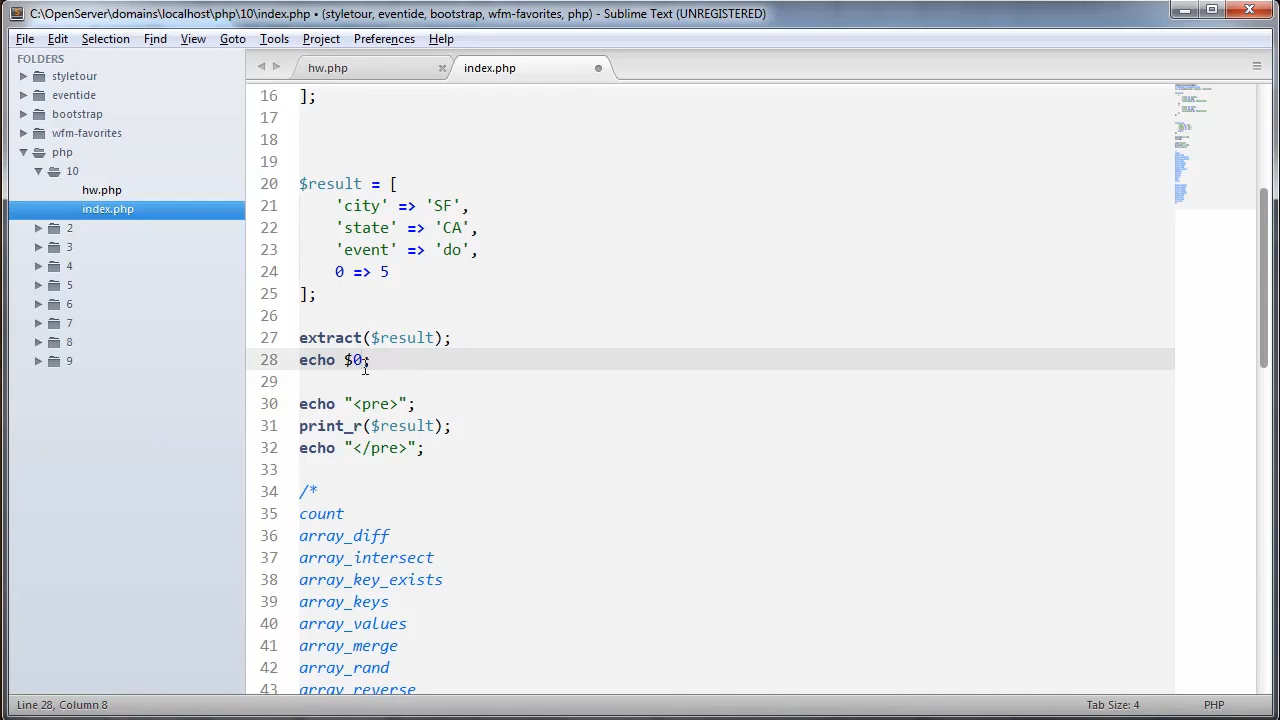 C:\OpenServer\domains\localhost\php\10\index.php • (styletour, eventide, bootstrap, wfm-favorites, php) - Sublime Text (UNREGISTERED)
File Edit Selection Find View Goto Tools Project Preferences Help
FOLDERS
styletour
eventide
bootstrap
wfm-favorites
php
10
hw.php
index.php
2
3
4
5
6
7
8
9
hw.php index.php
16 ];
17
18
19
20 $result = [
21 'city' => 'SF',
22 'state' => 'CA',
23 'event' => 'do',
24 0 => 5
25 ];
26
27 extract($result);
28 echo $0;
29
30 echo "<pre>";
31 print_r($result);
32 echo "</pre>";
33
34 /*
35 count
36 array_diff
37 array_intersect
38 array_key_exists
39 array_keys
40 array_values
41 array_merge
42 array_rand
43 array_reverse
Line 28, Column 8 Tab Size: 4 PHP